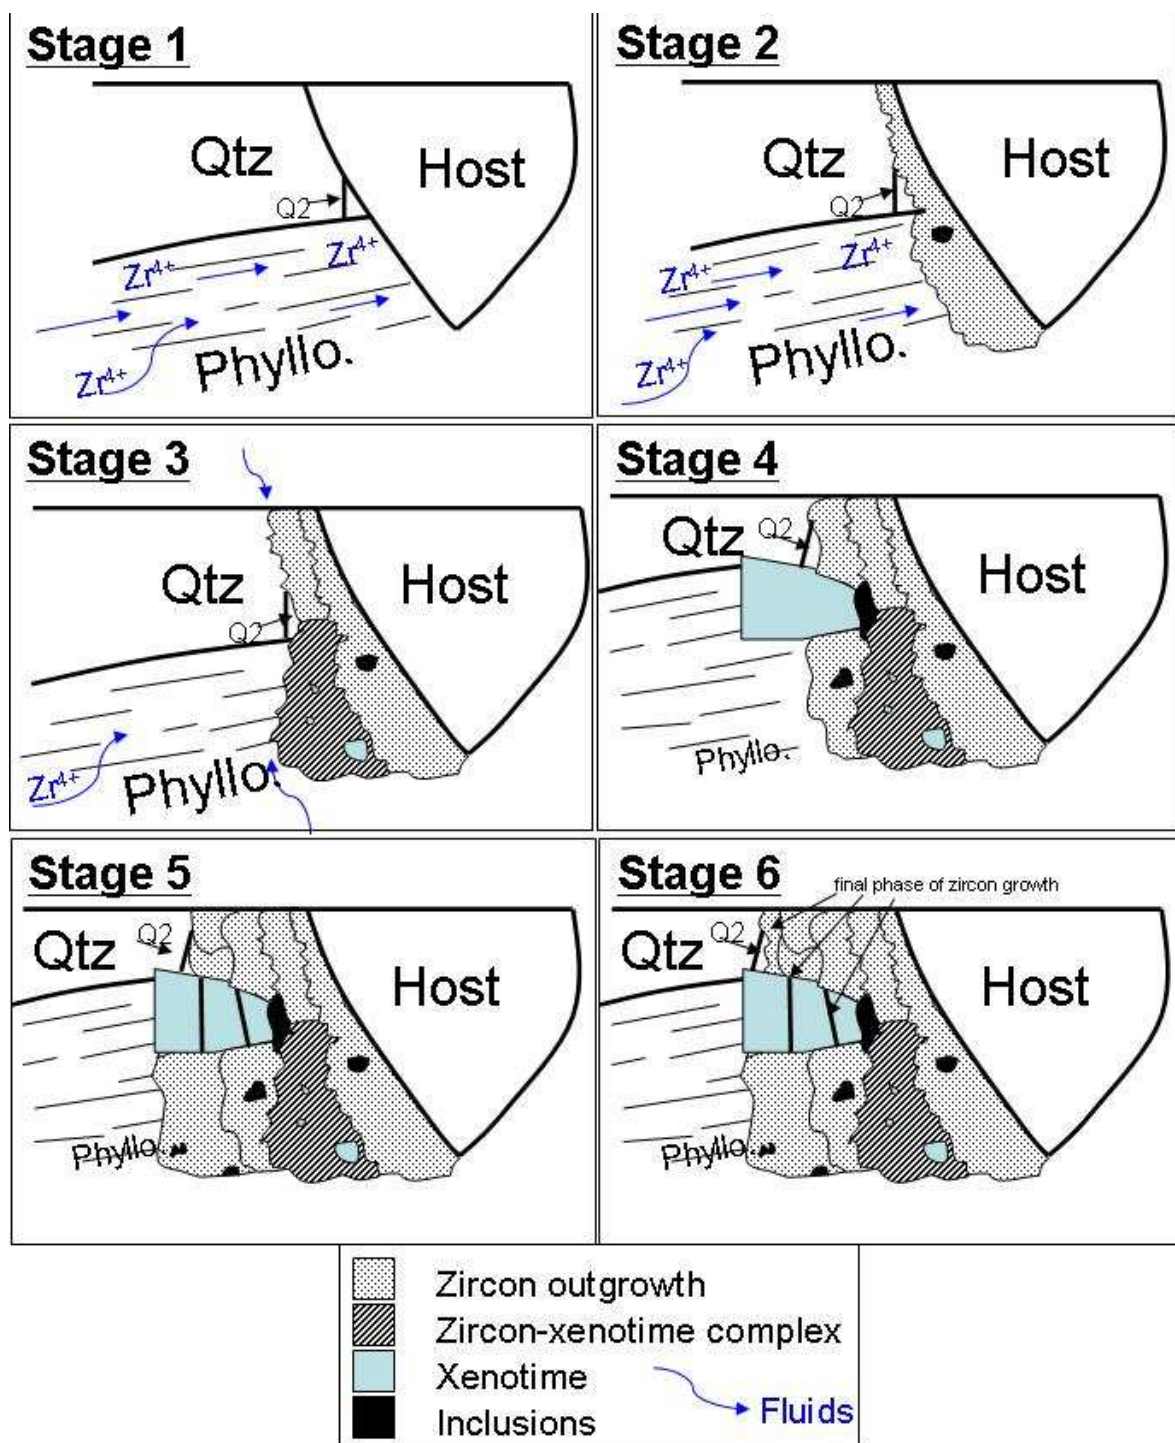 Stage 1
Qtz
Host
Q2
Zr4+
Zr4+
Zr4+
Phyllo.
Stage 2
Qtz
Host
Q2
Zr4+
Zr4+
Zr4+
Phyllo.
Stage 3
Qtz
Host
Q2
Zr4+
Phyllo.
Stage 4
Q2
Qtz
Host
Phyllo.
Stage 5
Q2
Qtz
Host
Phyllo.
Stage 6
final phase of zircon growth
Q2
Qtz
Host
Phyllo.
Zircon outgrowth
Zircon-xenotime complex
Xenotime
Inclusions
Fluids